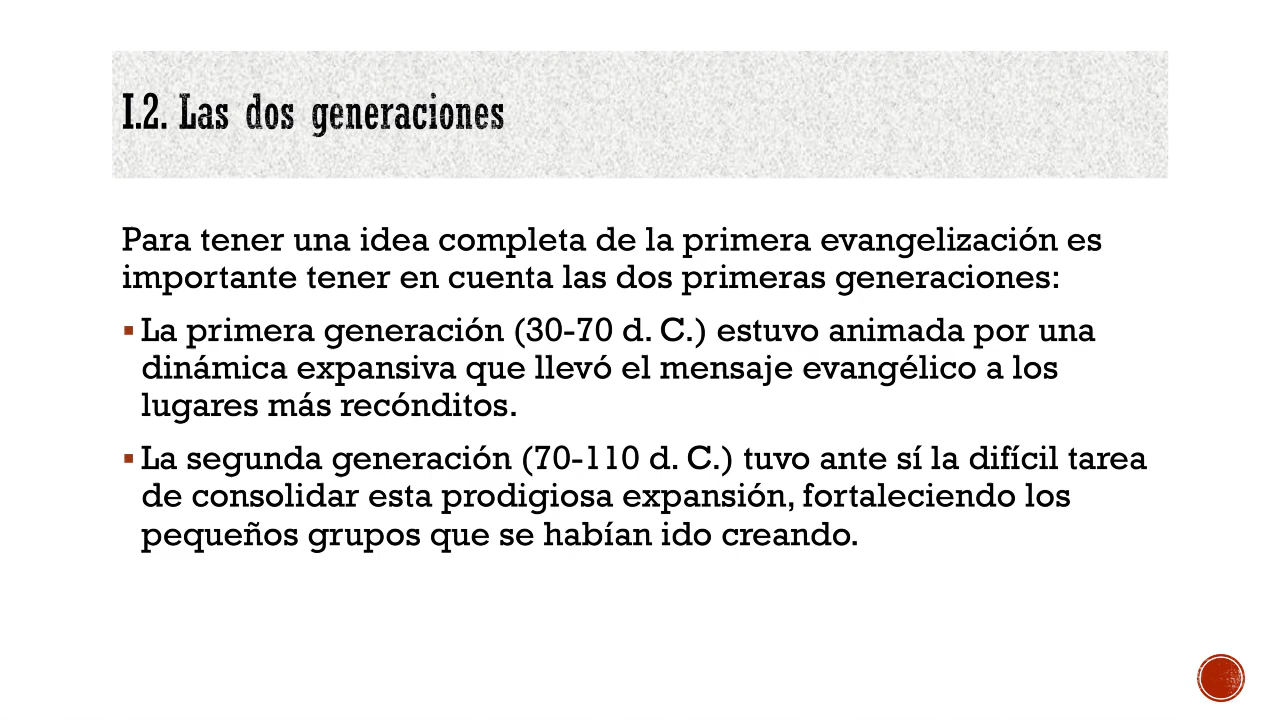 I.2. Las dos generaciones
Para tener una idea completa de la primera evangelización es
importante tener en cuenta las dos primeras generaciones:
▪ La primera generación (30-70 d. C.) estuvo animada por una
dinámica expansiva que llevó el mensaje evangélico a los
lugares más recónditos.
▪ La segunda generación (70-110 d. C.) tuvo ante sí la difícil tarea
de consolidar esta prodigiosa expansión, fortaleciendo los
pequeños grupos que se habían ido creando.